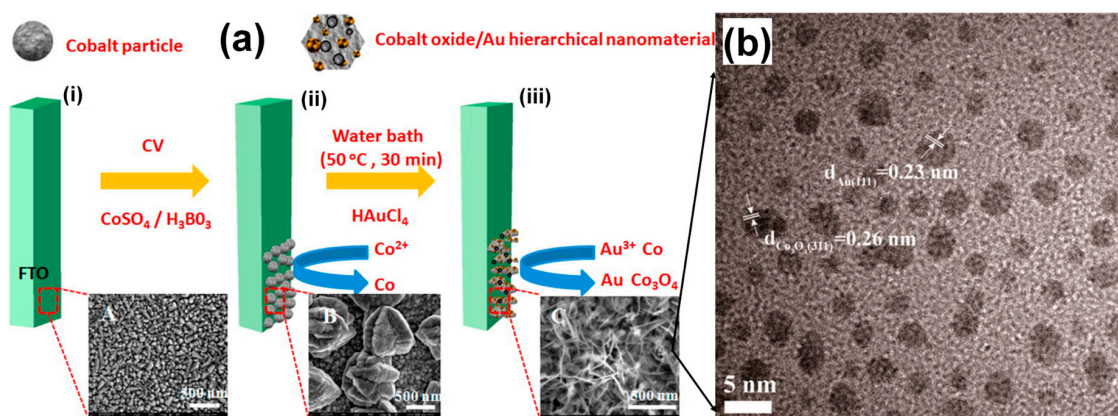 Cobalt particle
(a)
Cobalt oxide/Au hierarchical nanomaterial
(i)
CV
CoSO₄ / H₃B0₃
FTO
A
500 nm
(ii)
Water bath
(50 °C , 30 min)
HAuCl₄
Co²⁺
Co
B
500 nm
(iii)
Au³⁺ Co
Au Co₃O₄
C
500 nm
(b)
d Au(111)=0.23 nm
d Co₃O₄(311)=0.26 nm
5 nm